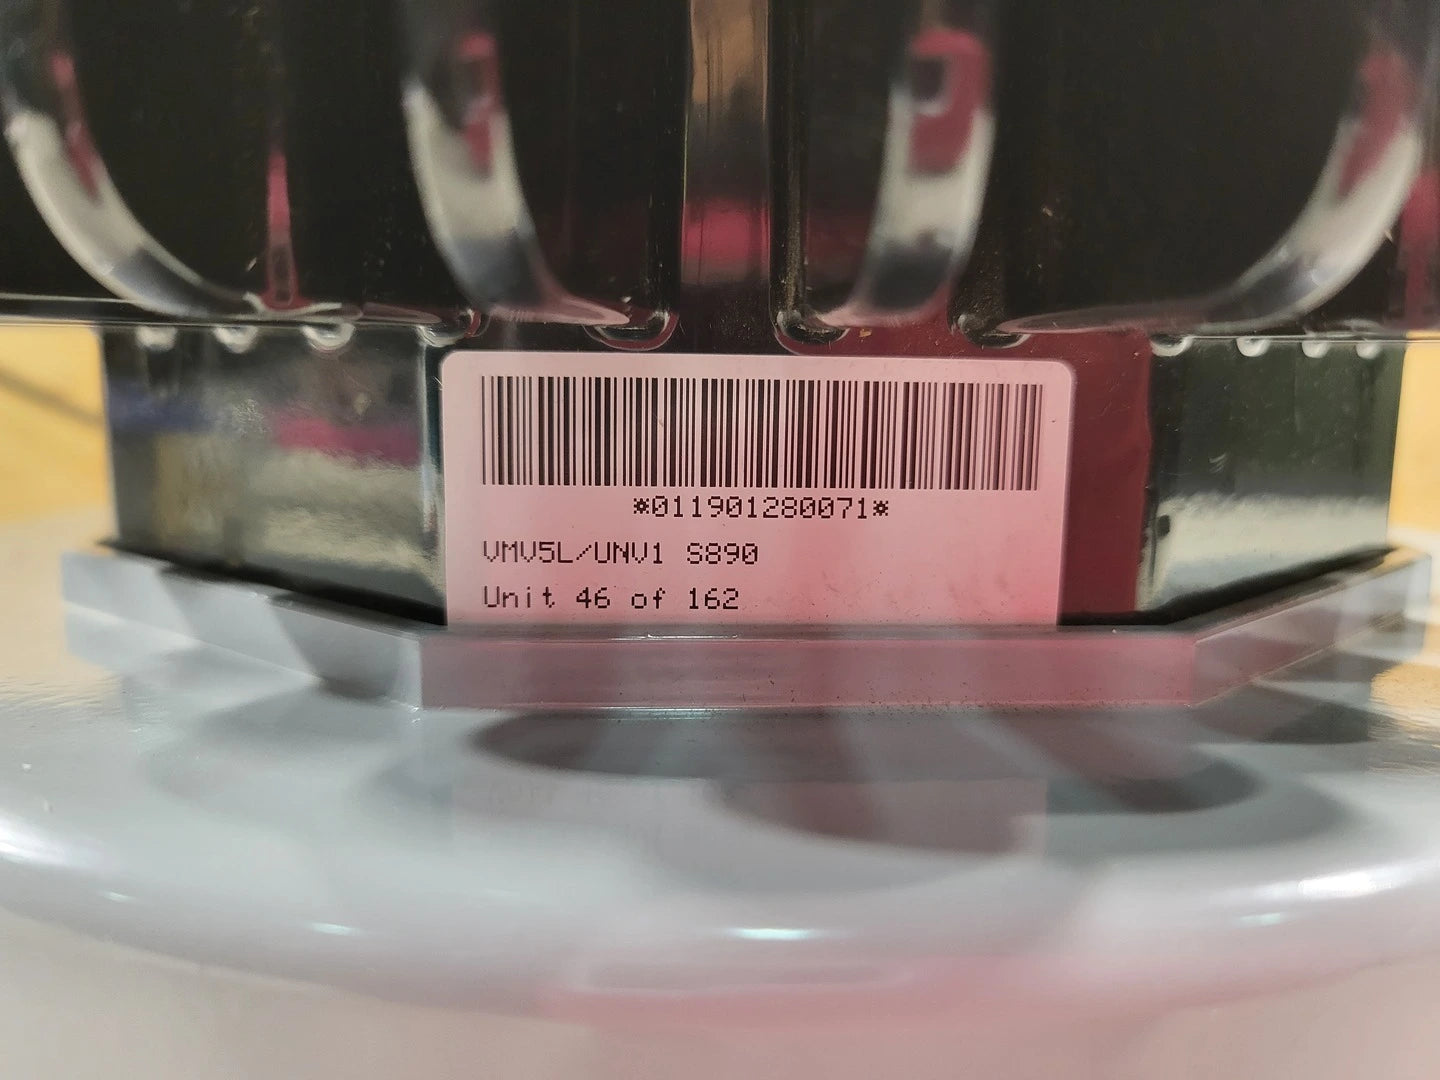 *011901280071*
VMV5L/UNV1 S890
Unit 46 of 162